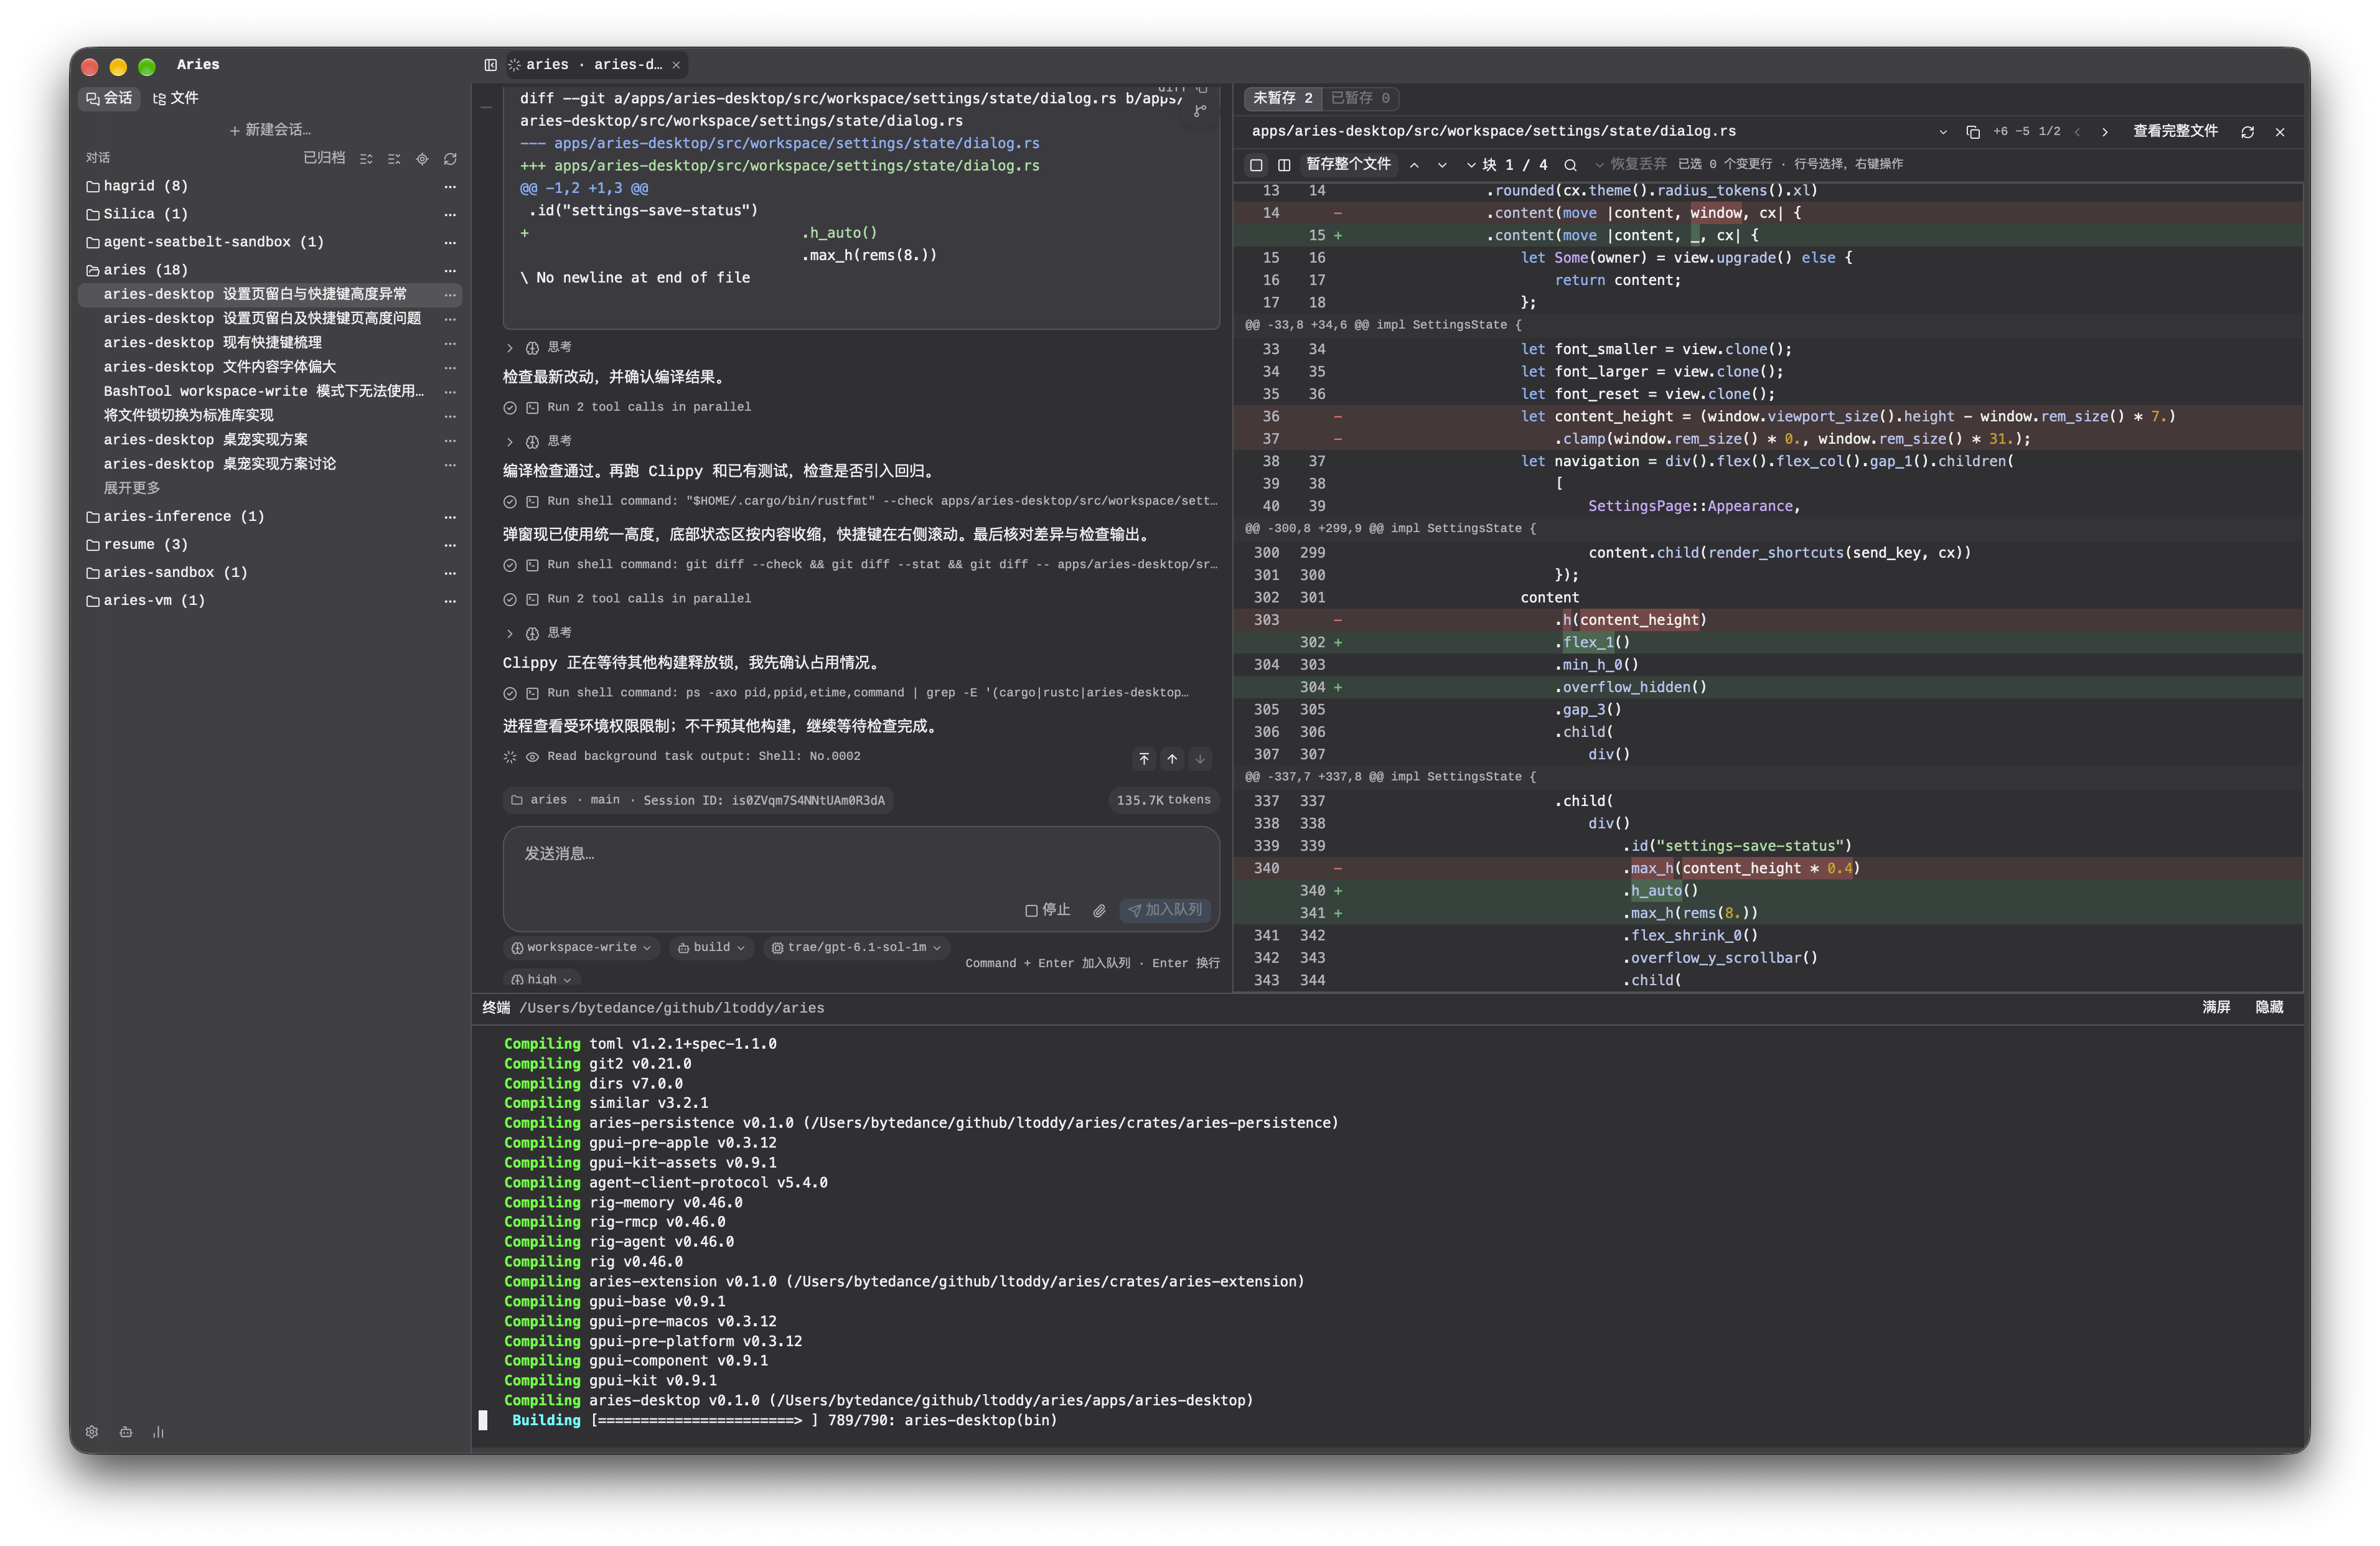 Aries
会话 文件
+ 新建会话…
对话 已归档
hagrid (8)
Silica (1)
agent-seatbelt-sandbox (1)
aries (18)
aries-desktop 设置页留白与快捷键高度异常
aries-desktop 设置页留白及快捷键页高度问题
aries-desktop 现有快捷键梳理
aries-desktop 文件内容字体偏大
BashTool workspace-write 模式下无法使用…
将文件锁切换为标准库实现
aries-desktop 桌宠实现方案
aries-desktop 桌宠实现方案讨论
展开更多
aries-inference (1)
resume (3)
aries-sandbox (1)
aries-vm (1)
aries · aries-d…
diff --git a/apps/aries-desktop/src/workspace/settings/state/dialog.rs b/apps/
aries-desktop/src/workspace/settings/state/dialog.rs
--- apps/aries-desktop/src/workspace/settings/state/dialog.rs
+++ apps/aries-desktop/src/workspace/settings/state/dialog.rs
@@ -1,2 +1,3 @@
.id("settings-save-status")
+ .h_auto()
.max_h(rems(8.))
\ No newline at end of file
思考
检查最新改动，并确认编译结果。
Run 2 tool calls in parallel
思考
编译检查通过。再跑 Clippy 和已有测试，检查是否引入回归。
Run shell command: "$HOME/.cargo/bin/rustfmt" --check apps/aries-desktop/src/workspace/sett…
弹窗现已使用统一高度，底部状态区按内容收缩，快捷键在右侧滚动。最后核对差异与检查输出。
Run shell command: git diff --check && git diff --stat && git diff -- apps/aries-desktop/sr…
Run 2 tool calls in parallel
思考
Clippy 正在等待其他构建释放锁，我先确认占用情况。
Run shell command: ps -axo pid,ppid,etime,command | grep -E '(cargo|rustc|aries-desktop…
进程查看受环境权限限制；不干预其他构建，继续等待检查完成。
Read background task output: Shell: No.0002
aries · main · Session ID: is0ZVqm7S4NNtUAm0R3dA 135.7K tokens
发送消息…
停止 加入队列
workspace-write build trae/gpt-6.1-sol-1m
Command + Enter 加入队列 · Enter 换行
high
未暂存 2 已暂存 0
apps/aries-desktop/src/workspace/settings/state/dialog.rs +6 −5 1/2 查看完整文件
暂存整个文件 块 1 / 4 恢复丢弃 已选 0 个变更行 · 行号选择，右键操作
13 14 .rounded(cx.theme().radius_tokens().xl)
14 − .content(move |content, window, cx| {
15 + .content(move |content, _, cx| {
15 16 let Some(owner) = view.upgrade() else {
16 17 return content;
17 18 };
@@ -33,8 +34,6 @@ impl SettingsState {
33 34 let font_smaller = view.clone();
34 35 let font_larger = view.clone();
35 36 let font_reset = view.clone();
36 − let content_height = (window.viewport_size().height - window.rem_size() * 7.)
37 − .clamp(window.rem_size() * 0., window.rem_size() * 31.);
38 37 let navigation = div().flex().flex_col().gap_1().children(
39 38 [
40 39 SettingsPage::Appearance,
@@ -300,8 +299,9 @@ impl SettingsState {
300 299 content.child(render_shortcuts(send_key, cx))
301 300 });
302 301 content
303 − .h(content_height)
302 + .flex_1()
304 303 .min_h_0()
304 + .overflow_hidden()
305 305 .gap_3()
306 306 .child(
307 307 div()
@@ -337,7 +337,8 @@ impl SettingsState {
337 337 .child(
338 338 div()
339 339 .id("settings-save-status")
340 − .max_h(content_height * 0.4)
340 + .h_auto()
341 + .max_h(rems(8.))
341 342 .flex_shrink_0()
342 343 .overflow_y_scrollbar()
343 344 .child(
终端 /Users/bytedance/github/ltoddy/aries 满屏 隐藏
Compiling toml v1.2.1+spec-1.1.0
Compiling git2 v0.21.0
Compiling dirs v7.0.0
Compiling similar v3.2.1
Compiling aries-persistence v0.1.0 (/Users/bytedance/github/ltoddy/aries/crates/aries-persistence)
Compiling gpui-pre-apple v0.3.12
Compiling gpui-kit-assets v0.9.1
Compiling agent-client-protocol v5.4.0
Compiling rig-memory v0.46.0
Compiling rig-rmcp v0.46.0
Compiling rig-agent v0.46.0
Compiling rig v0.46.0
Compiling aries-extension v0.1.0 (/Users/bytedance/github/ltoddy/aries/crates/aries-extension)
Compiling gpui-base v0.9.1
Compiling gpui-pre-macos v0.3.12
Compiling gpui-pre-platform v0.3.12
Compiling gpui-component v0.9.1
Compiling gpui-kit v0.9.1
Compiling aries-desktop v0.1.0 (/Users/bytedance/github/ltoddy/aries/apps/aries-desktop)
Building [=======================> ] 789/790: aries-desktop(bin)